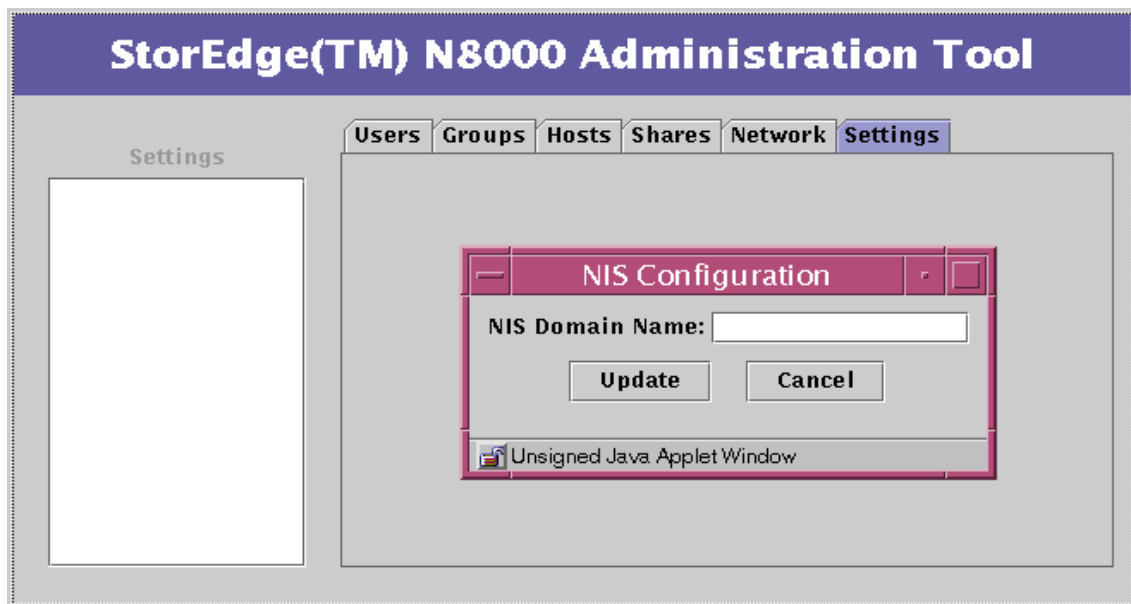 StorEdge(TM) N8000 Administration Tool
Settings
Users Groups Hosts Shares Network Settings
NIS Configuration
NIS Domain Name:
Update Cancel
Unsigned Java Applet Window